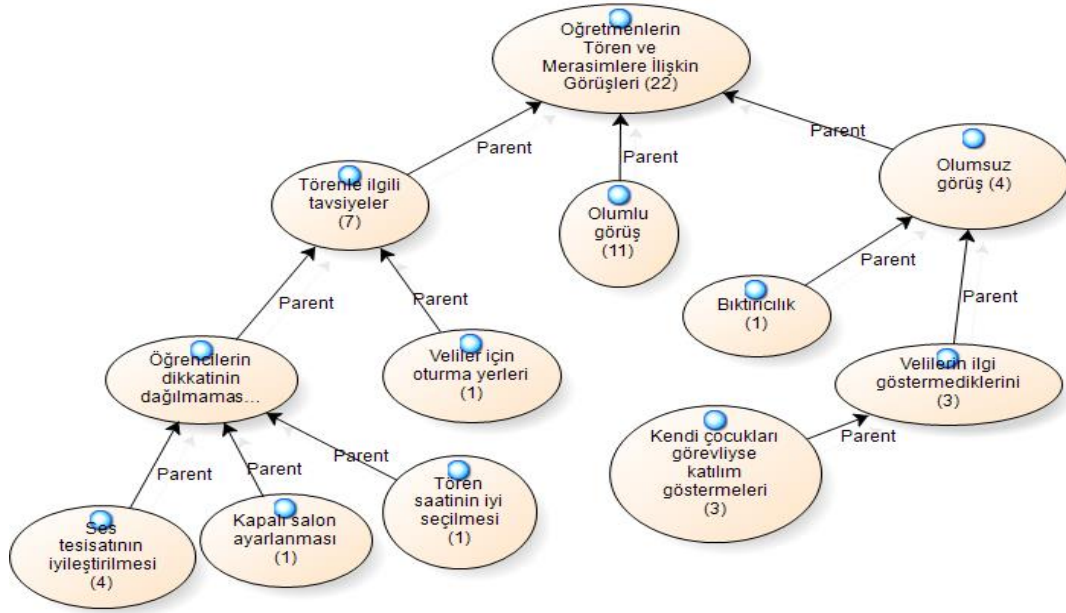 Öğretmenlerin
Tören ve
Merasimlere İlişkin
Görüşleri (22)
Parent
Parent
Parent
Törenle ilgili
tavsiyeler
(7)
Olumlu
görüş
(11)
Olumsuz
görüş (4)
Parent
Parent
Parent
Parent
Öğrencilerin
dikkatinin
dağılmamas...
Veliler için
oturma yerleri
(1)
Bıktırıcılık
(1)
Velilerin ilgi
göstermediklerini
(3)
Parent
Parent
Parent
Parent
Ses
tesisatının
iyileştirilmesi
(4)
Kapalı salon
ayarlanması
(1)
Tören
saatinin iyi
seçilmesi
(1)
Kendi çocukları
görevliyse
katılım
göstermeleri
(3)